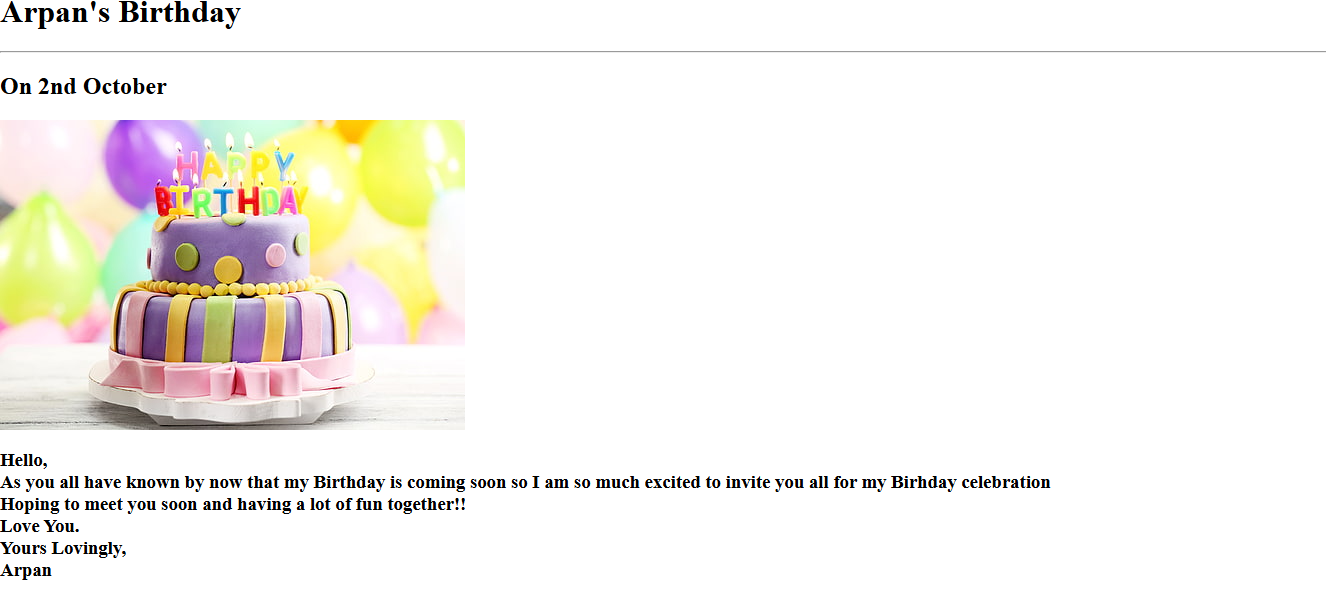 Arpan's Birthday
On 2nd October
HAPPY
BIRTHDAY
Hello,
As you all have known by now that my Birthday is coming soon so I am so much excited to invite you all for my Birhday celebration
Hoping to meet you soon and having a lot of fun together!!
Love You.
Yours Lovingly,
Arpan